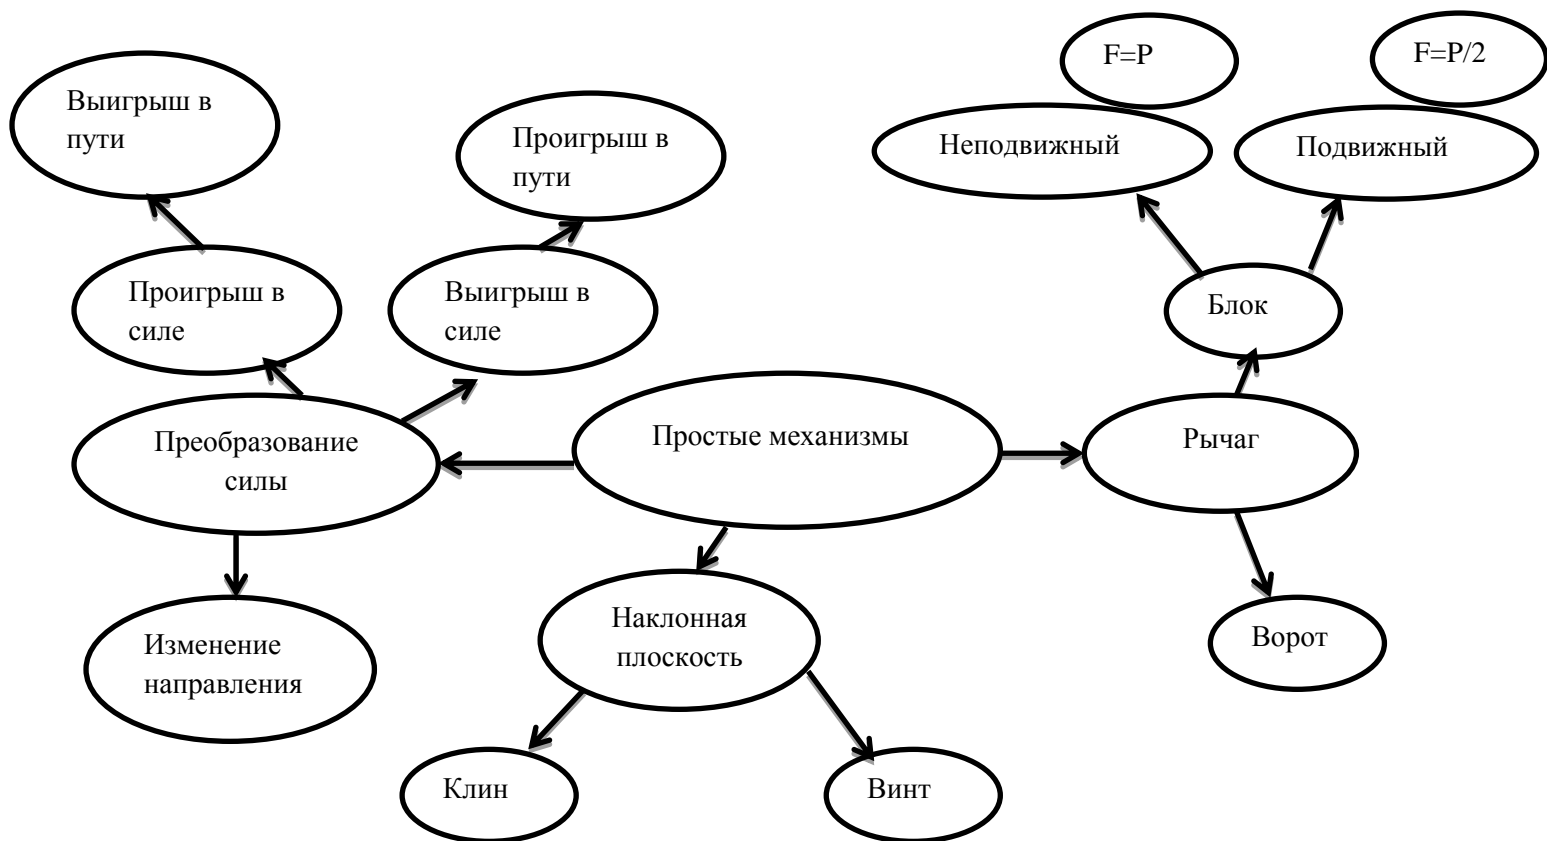 F=P
F=P/2
Выигрыш в
пути
Проигрыш в
пути
Неподвижный
Подвижный
Проигрыш в
силе
Выигрыш в
силе
Блок
Преобразование
силы
Простые механизмы
Рычаг
Изменение
направления
Наклонная
плоскость
Ворот
Клин
Винт